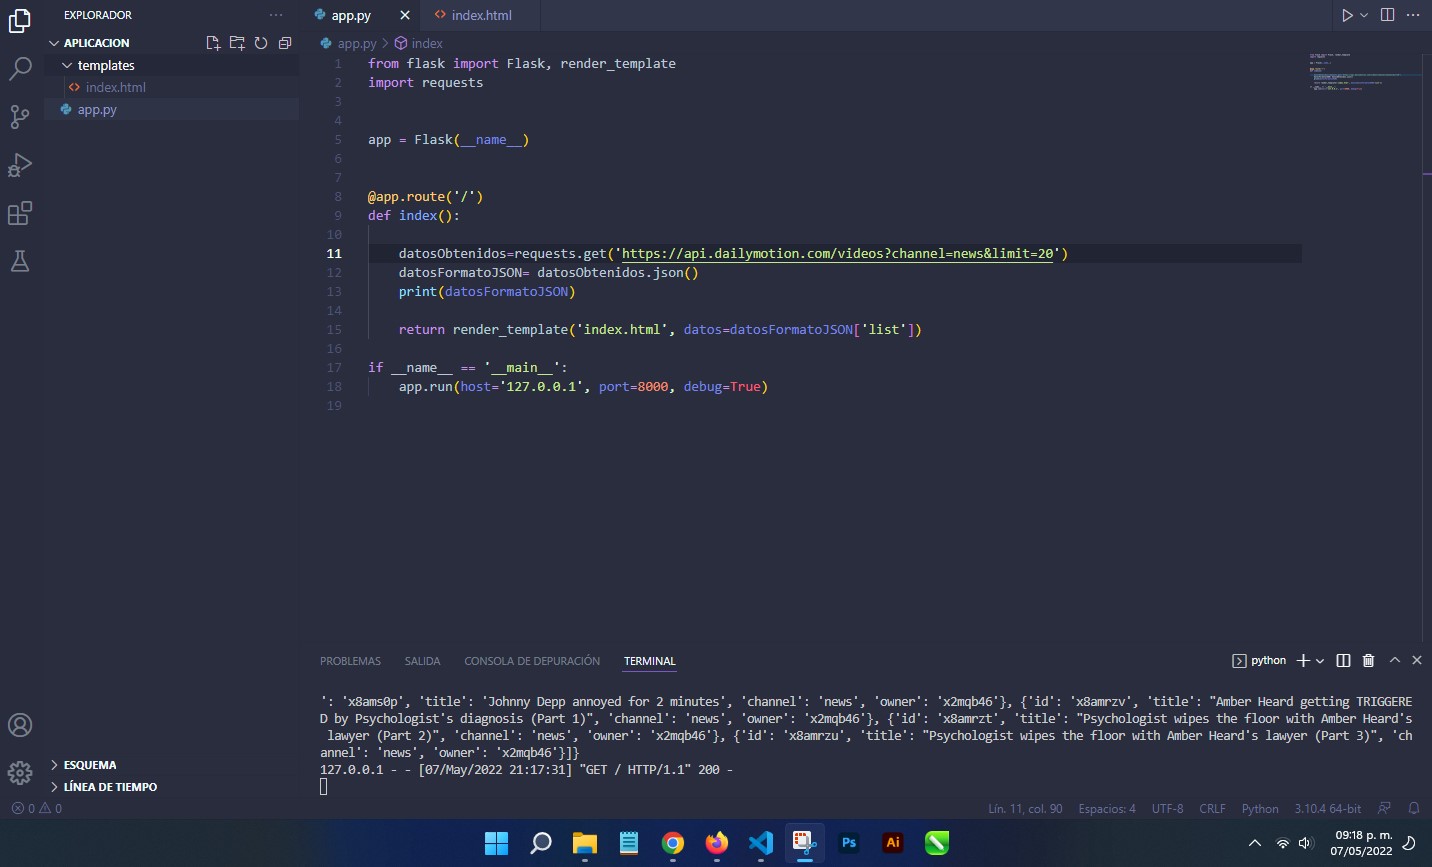 EXPLORADOR
APLICACION
templates
index.html
app.py
app.py
index.html
app.py > index
1 from flask import Flask, render_template
2 import requests
3
4
5 app = Flask(__name__)
6
7
8 @app.route('/')
9 def index():
10
11 datosObtenidos=requests.get('https://api.dailymotion.com/videos?channel=news&limit=20')
12 datosFormatoJSON= datosObtenidos.json()
13 print(datosFormatoJSON)
14
15 return render_template('index.html', datos=datosFormatoJSON['list'])
16
17 if __name__ == '__main__':
18 app.run(host='127.0.0.1', port=8000, debug=True)
19
PROBLEMAS SALIDA CONSOLA DE DEPURACIÓN TERMINAL
python
': 'x8ams0p', 'title': 'Johnny Depp annoyed for 2 minutes', 'channel': 'news', 'owner': 'x2mqb46'}, {'id': 'x8amrzv', 'title': "Amber Heard getting TRIGGERE
D by Psychologist's diagnosis (Part 1)", 'channel': 'news', 'owner': 'x2mqb46'}, {'id': 'x8amrzt', 'title': "Psychologist wipes the floor with Amber Heard's
lawyer (Part 2)", 'channel': 'news', 'owner': 'x2mqb46'}, {'id': 'x8amrzu', 'title': "Psychologist wipes the floor with Amber Heard's lawyer (Part 3)", 'ch
annel': 'news', 'owner': 'x2mqb46'}]}
127.0.0.1 - - [07/May/2022 21:17:31] "GET / HTTP/1.1" 200 -
ESQUEMA
LÍNEA DE TIEMPO
0 0
Lín. 11, col. 90 Espacios: 4 UTF-8 CRLF Python 3.10.4 64-bit
Ps Ai
09:18 p. m.
07/05/2022